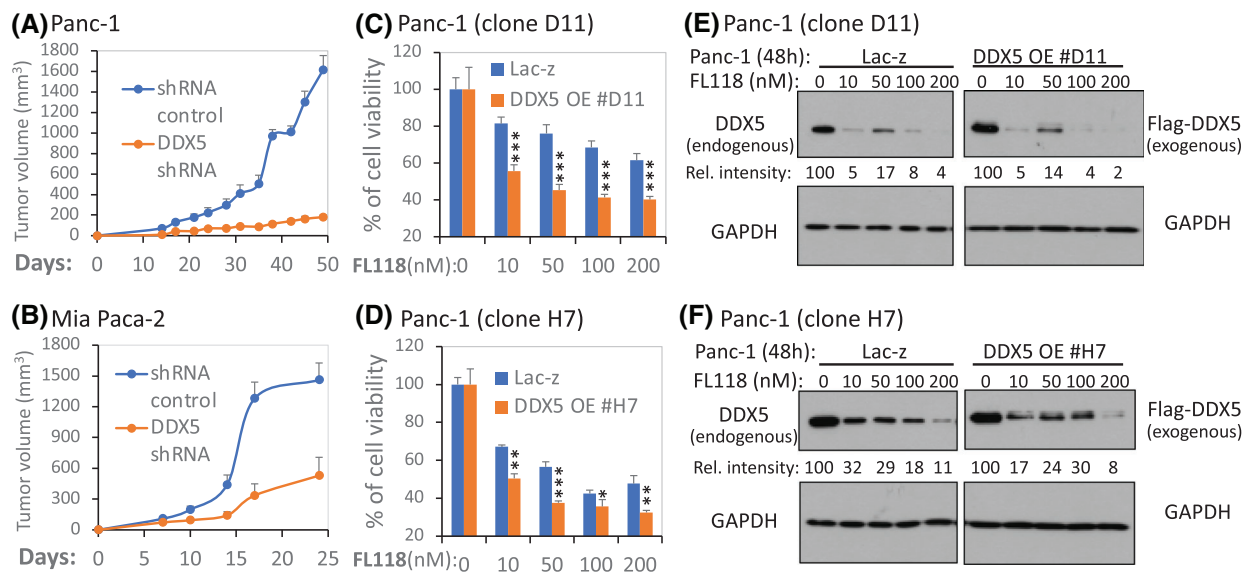 (A) Panc-1
Tumor volume (mm3)
1800
1600
1400
1200
1000
800
600
400
200
0
shRNA
control
DDX5
shRNA
Days: 0 10 20 30 40 50
(B) Mia Paca-2
Tumor volume (mm3)
1800
1500
1200
900
600
300
0
shRNA
control
DDX5
shRNA
Days: 0 5 10 15 20 25
(C) Panc-1 (clone D11)
% of cell viability
120
100
80
60
40
20
Lac-z
DDX5 OE #D11
*** *** *** ***
FL118(nM):0 10 50 100 200
(D) Panc-1 (clone H7)
% of cell viability
120
100
80
60
40
20
Lac-z
DDX5 OE #H7
** *** * **
FL118(nM):0 10 50 100 200
(E) Panc-1 (clone D11)
Panc-1 (48h): Lac-z DDX5 OE #D11
FL118 (nM): 0 10 50 100 200 0 10 50 100 200
DDX5
(endogenous)
Flag-DDX5
(exogenous)
Rel. intensity: 100 5 17 8 4 100 5 14 4 2
GAPDH GAPDH
(F) Panc-1 (clone H7)
Panc-1 (48h): Lac-z DDX5 OE #H7
FL118 (nM): 0 10 50 100 200 0 10 50 100 200
DDX5
(endogenous)
Flag-DDX5
(exogenous)
Rel. intensity: 100 32 29 18 11 100 17 24 30 8
GAPDH GAPDH